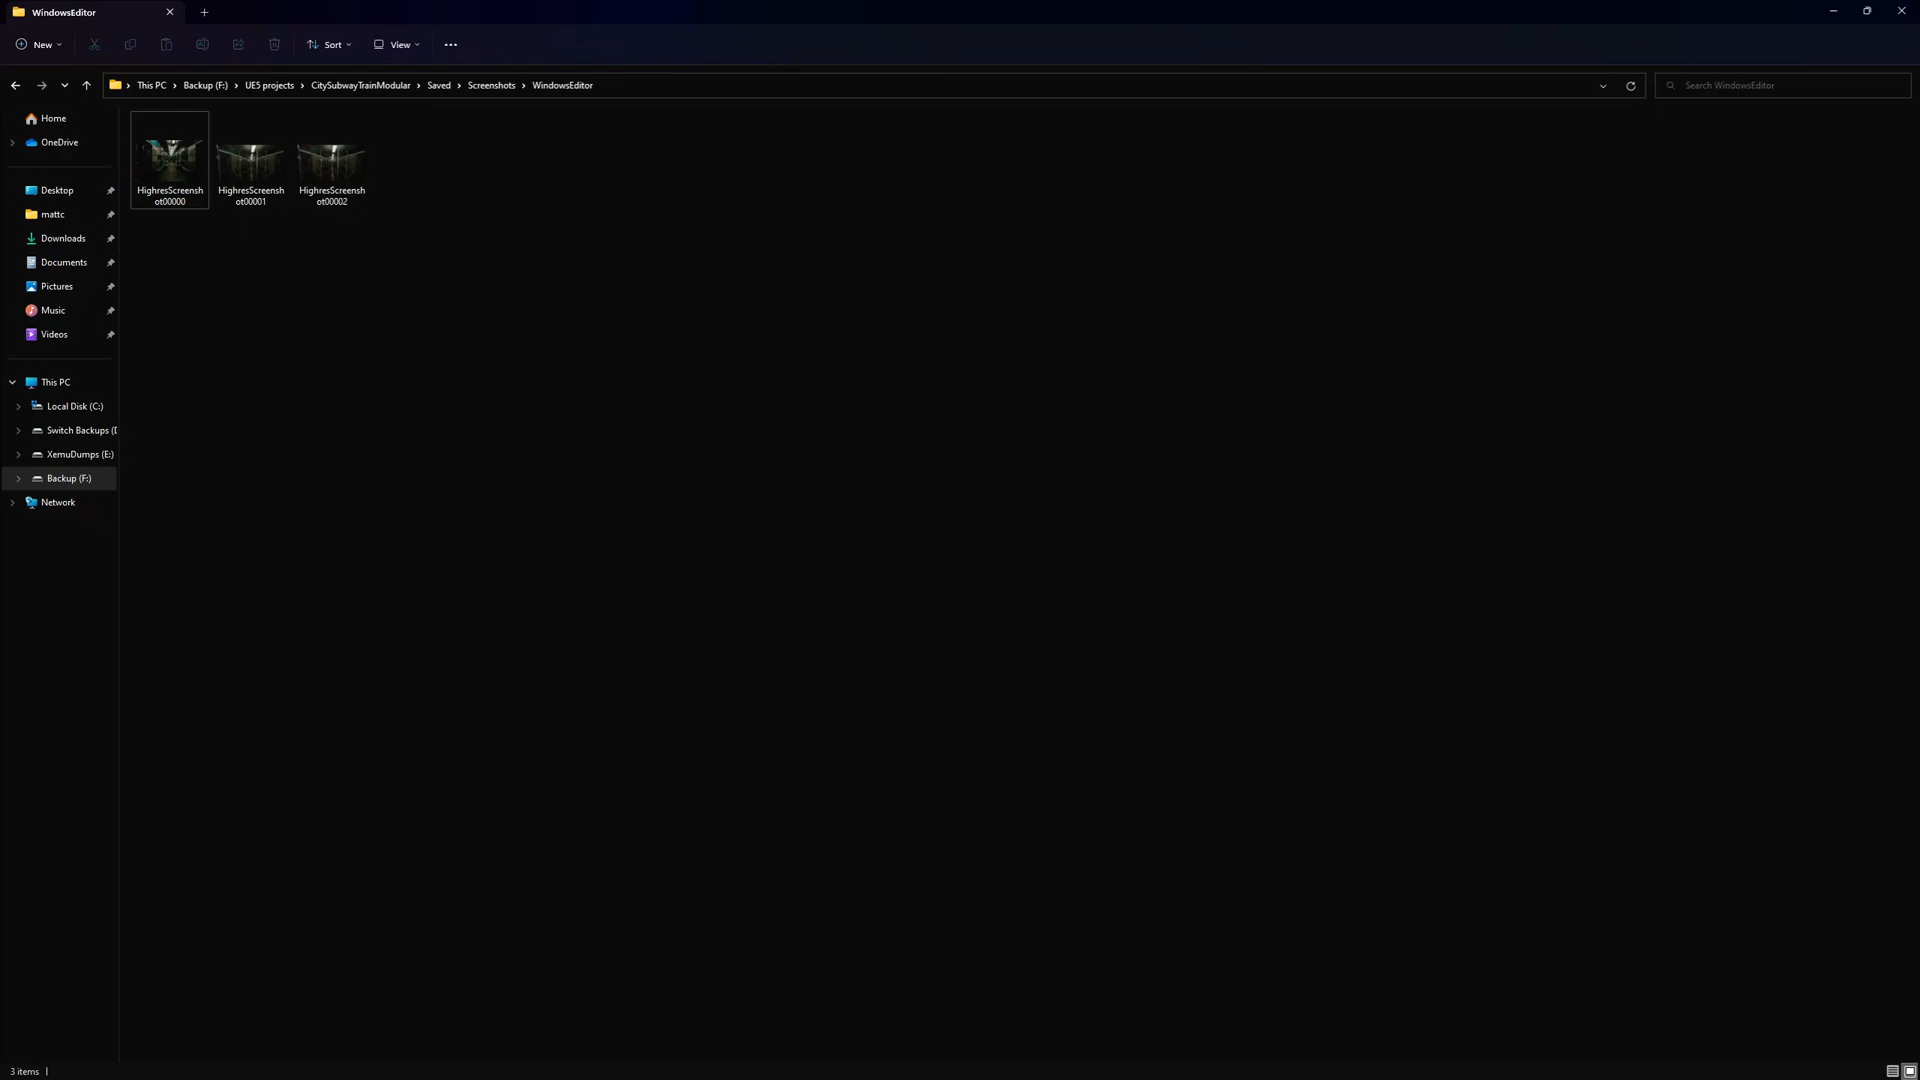 WindowsEditor
New
Sort
View
This PC
Backup (F:)
UE5 projects
CitySubwayTrainModular
Saved
Screenshots
WindowsEditor
Search WindowsEditor
Home
OneDrive
Desktop
mattc
Downloads
Documents
Pictures
Music
Videos
This PC
Local Disk (C:)
Switch Backups (D
XemuDumps (E:)
Backup (F:)
Network
HighresScreensh
ot00000
HighresScreensh
ot00001
HighresScreensh
ot00002
3 items